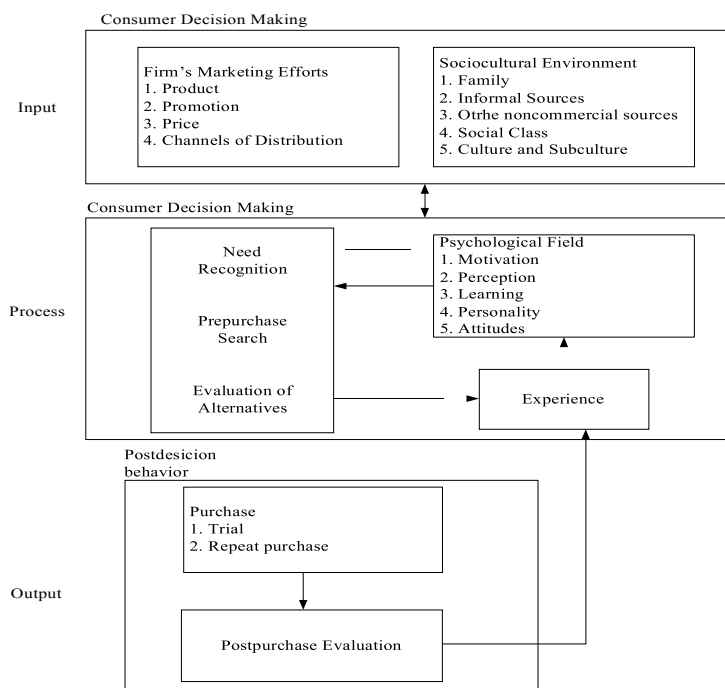 Consumer Decision Making
Input
Firm's Marketing Efforts
1. Product
2. Promotion
3. Price
4. Channels of Distribution
Sociocultural Environment
1. Family
2. Informal Sources
3. Otrhe noncommercial sources
4. Social Class
5. Culture and Subculture
Consumer Decision Making
Process
Need
Recognition
Prepurchase
Search
Evaluation of
Alternatives
Psychological Field
1. Motivation
2. Perception
3. Learning
4. Personality
5. Attitudes
Experience
Postdesicion
behavior
Output
Purchase
1. Trial
2. Repeat purchase
Postpurchase Evaluation